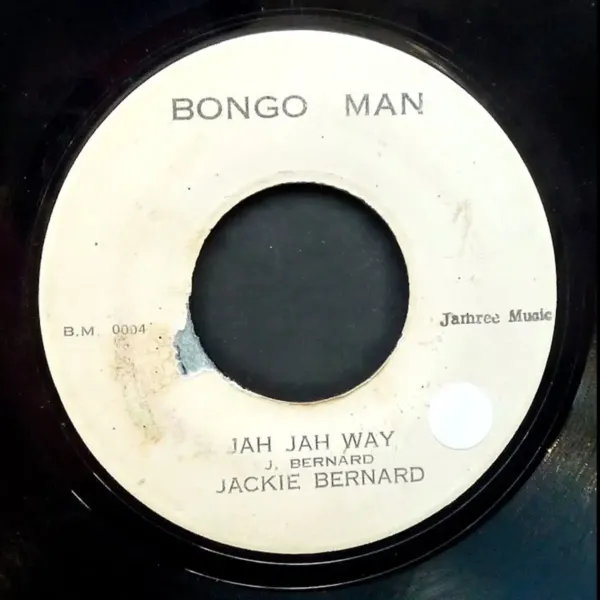 BONGO MAN
B.M. 0004
Jamree Music
JAH JAH WAY
J. BERNARD
JACKIE BERNARD